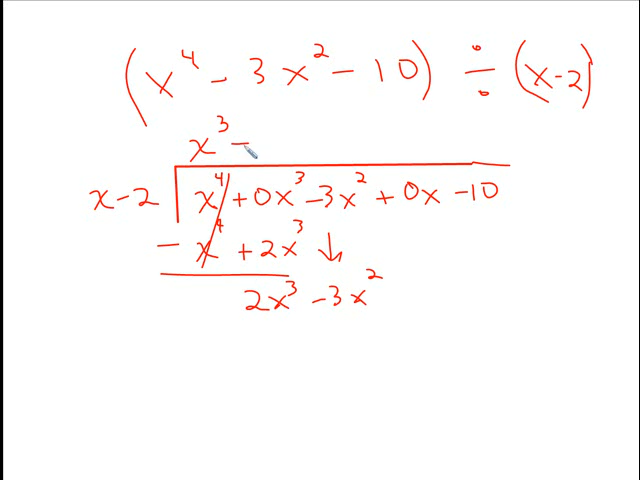 (x⁴ - 3x² - 10) ÷ (x-2)
x³ -
x-2 x⁴ +0x³ -3x² +0x -10
- x⁴ + 2x³ ↓
2x³ -3x²